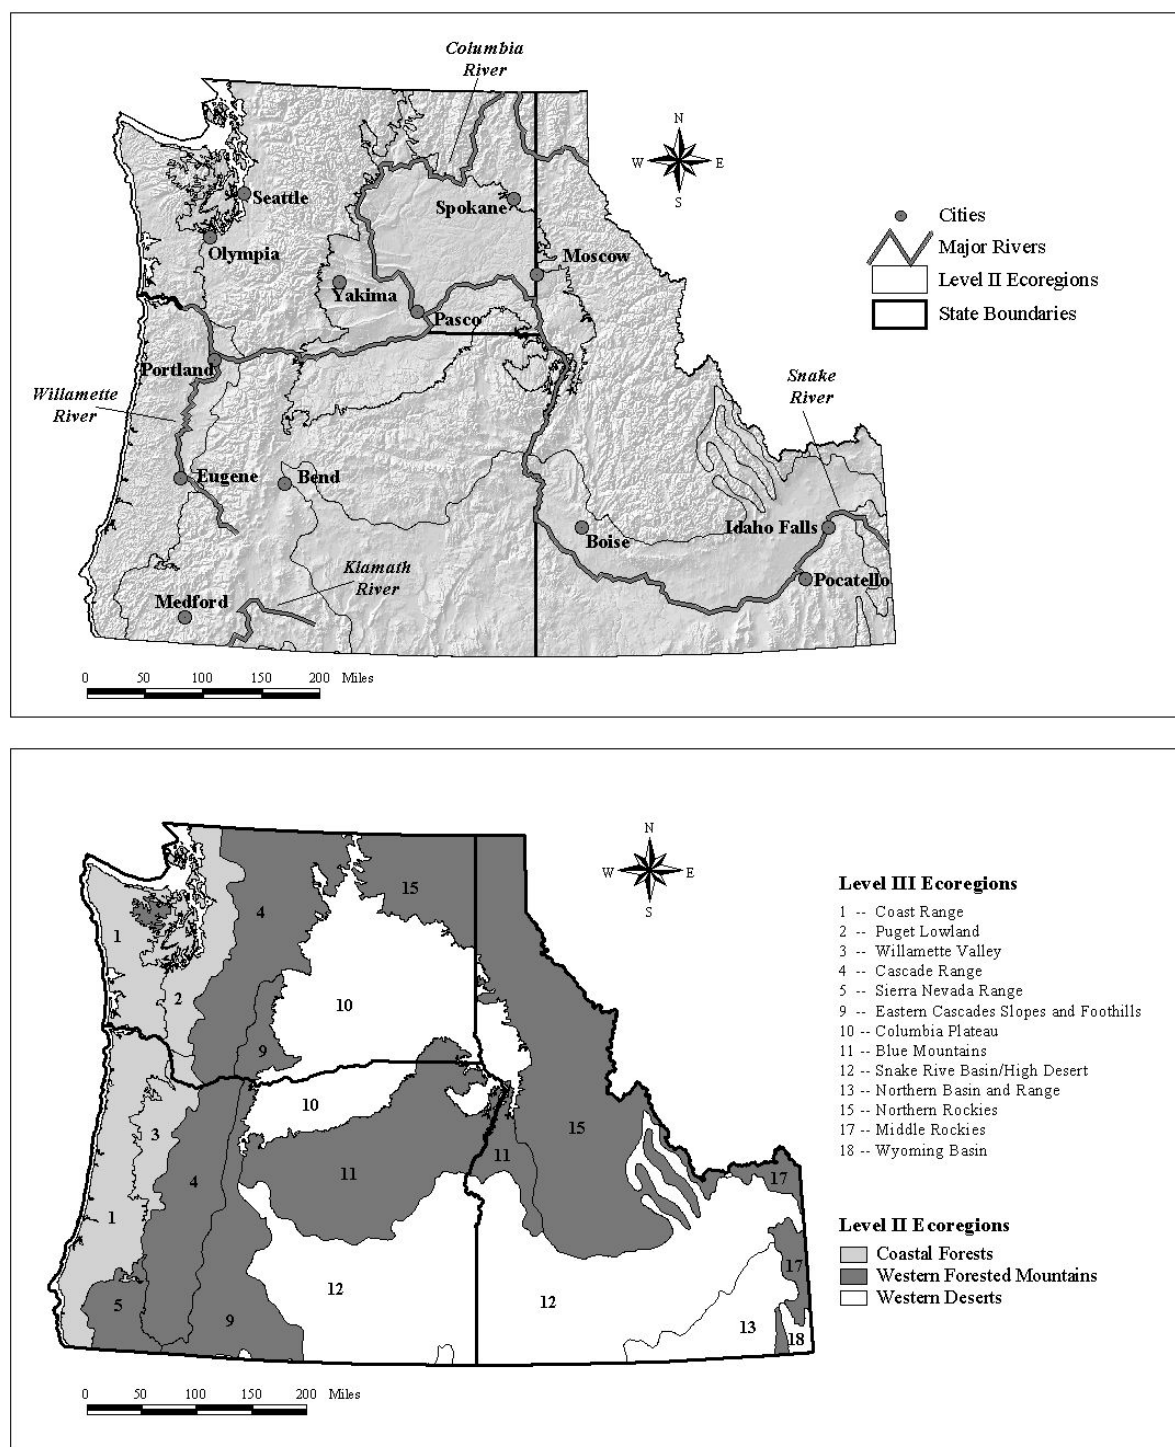 Columbia
River
N
W E
S
Seattle
Spokane
Cities
Olympia
Moscow
Major Rivers
Level II Ecoregions
Yakima
Pasco
State Boundaries
Portland
Snake
River
Willamette
River
Eugene
Bend
Idaho Falls
Boise
Klamath
River
Pocatello
Medford
0 50 100 150 200 Miles
N
W E
S
Level III Ecoregions
1 -- Coast Range
2 -- Puget Lowland
3 -- Willamette Valley
4 -- Cascade Range
5 -- Sierra Nevada Range
9 -- Eastern Cascades Slopes and Foothills
10 -- Columbia Plateau
11 -- Blue Mountains
12 -- Snake Rive Basin/High Desert
13 -- Northern Basin and Range
15 -- Northern Rockies
17 -- Middle Rockies
18 -- Wyoming Basin
Level II Ecoregions
Coastal Forests
Western Forested Mountains
Western Deserts
15
4
1
2
10
9
10
3
15
11
11
4
17
1
17
12
12
5
9
13
18
0 50 100 150 200 Miles